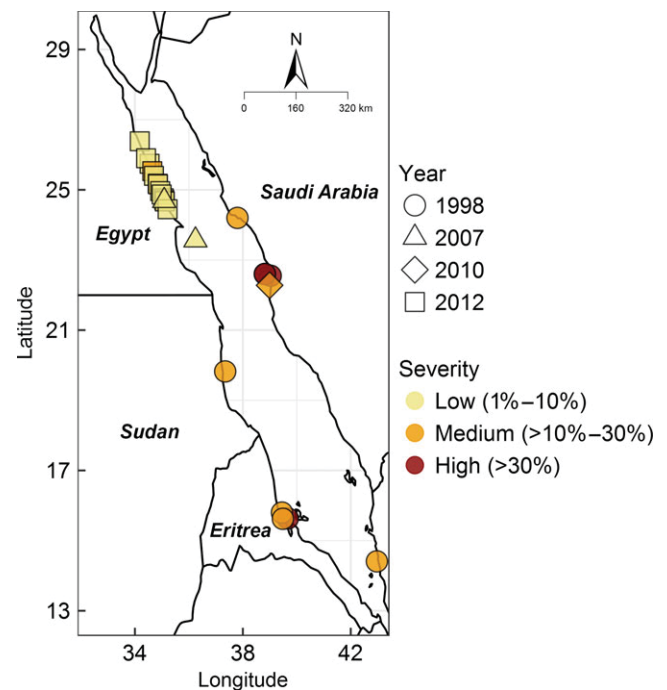 29
25
21
17
13
Latitude
34
38
42
Longitude
N
0 160 320 km
Saudi Arabia
Egypt
Sudan
Eritrea
Year
1998
2007
2010
2012
Severity
Low (1%–10%)
Medium (>10%–30%)
High (>30%)